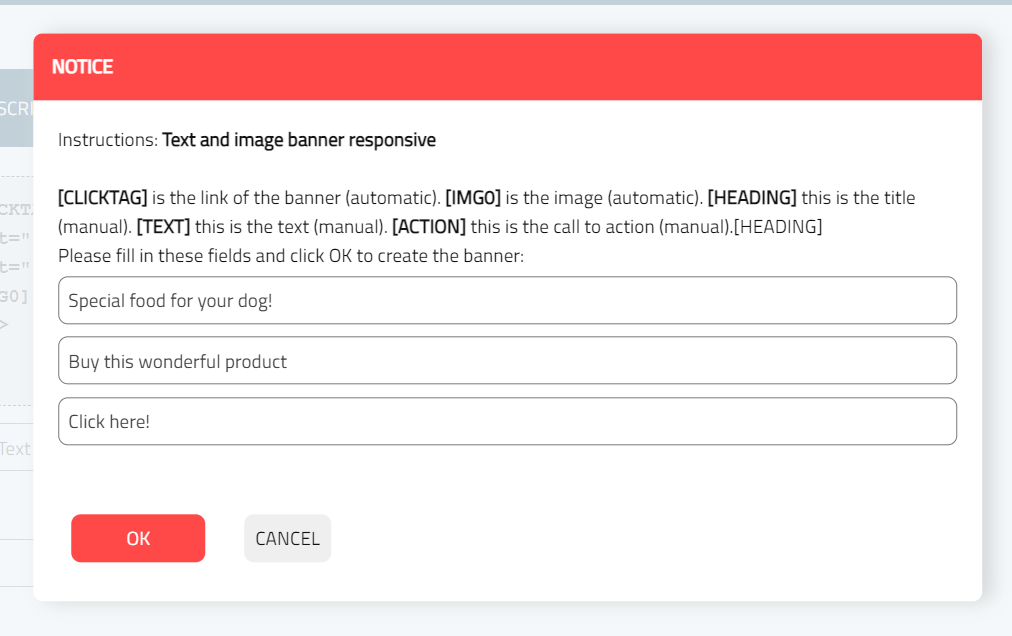 NOTICE
SCRI
Instructions: Text and image banner responsive
[CLICKTAG] is the link of the banner (automatic). [IMG0] is the image (automatic). [HEADING] this is the title
(manual). [TEXT] this is the text (manual). [ACTION] this is the call to action (manual).[HEADING]
Please fill in these fields and click OK to create the banner:
CKT
t="
t="
G0]
>
Special food for your dog!
Buy this wonderful product
Click here!
Text
OK
CANCEL